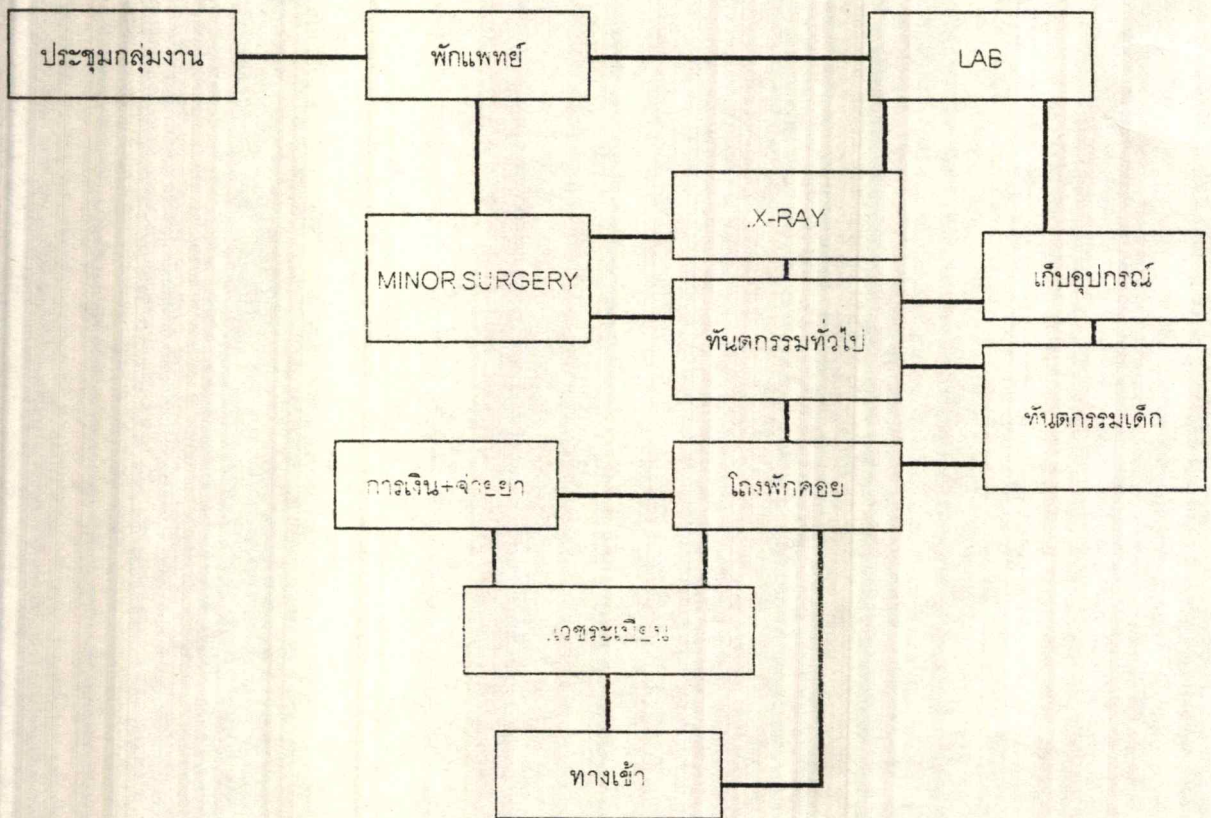 ประชุมกลุ่มงาน
พักแพทย์
LAB
X-RAY
MINOR SURGERY
เก็บอุปกรณ์
ทันตกรรมทั่วไป
ทันตกรรมเด็ก
การเงิน+จ่ายยา
โถงพักคอย
เวชระเบียน
ทางเข้า